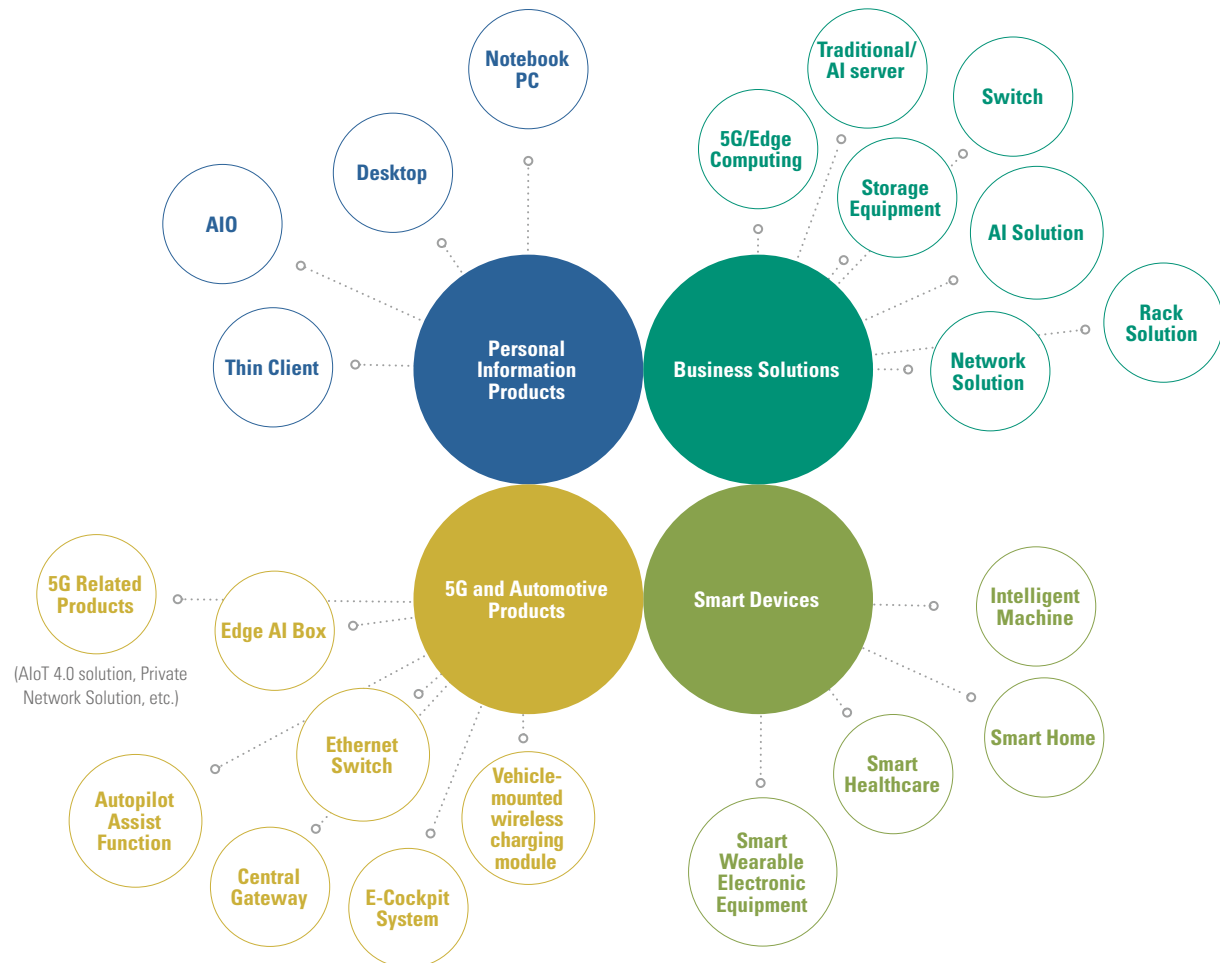 Notebook
PC
Desktop
AIO
Thin Client
Personal
Information
Products
Traditional/
AI server
Switch
5G/Edge
Computing
Storage
Equipment
AI Solution
Rack
Solution
Network
Solution
Business Solutions
5G Related
Products
(AIoT 4.0 solution, Private
Network Solution, etc.)
Edge AI Box
5G and Automotive
Products
Ethernet
Switch
Autopilot
Assist
Function
Central
Gateway
E-Cockpit
System
Vehicle-
mounted
wireless
charging
module
Smart Devices
Intelligent
Machine
Smart Home
Smart
Healthcare
Smart
Wearable
Electronic
Equipment